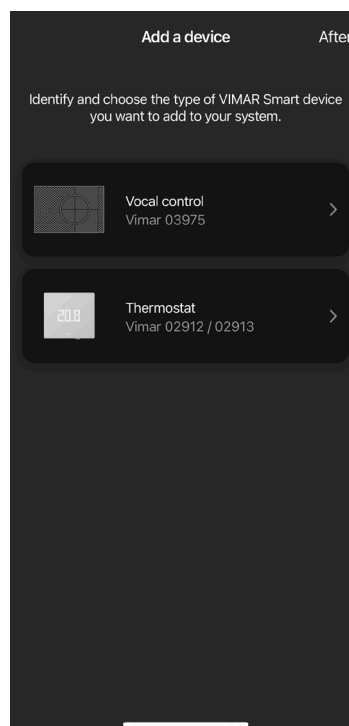 Add a device
After
Identify and choose the type of VIMAR Smart device
you want to add to your system.
Vocal control
Vimar 03975
20.8
Thermostat
Vimar 02912 / 02913